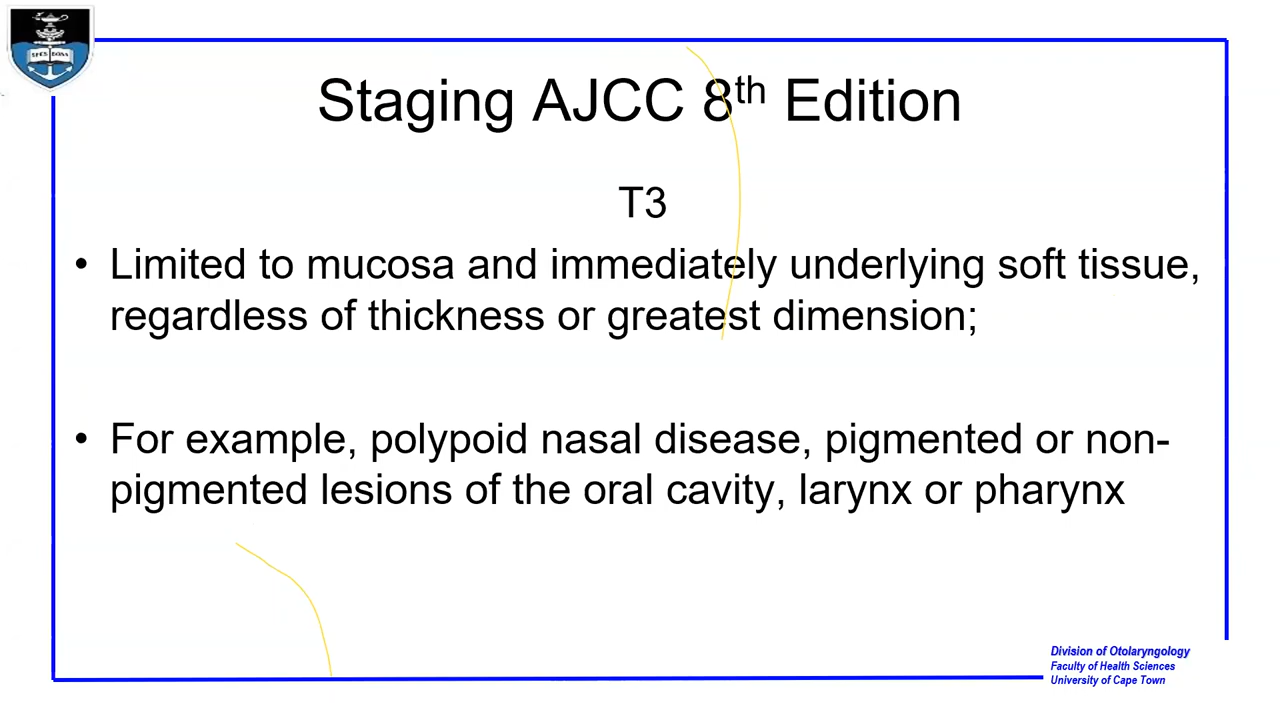 SPES BONA
Staging AJCC 8th Edition
T3
• Limited to mucosa and immediately underlying soft tissue,
regardless of thickness or greatest dimension;
• For example, polypoid nasal disease, pigmented or non-
pigmented lesions of the oral cavity, larynx or pharynx
Division of Otolaryngology
Faculty of Health Sciences
University of Cape Town